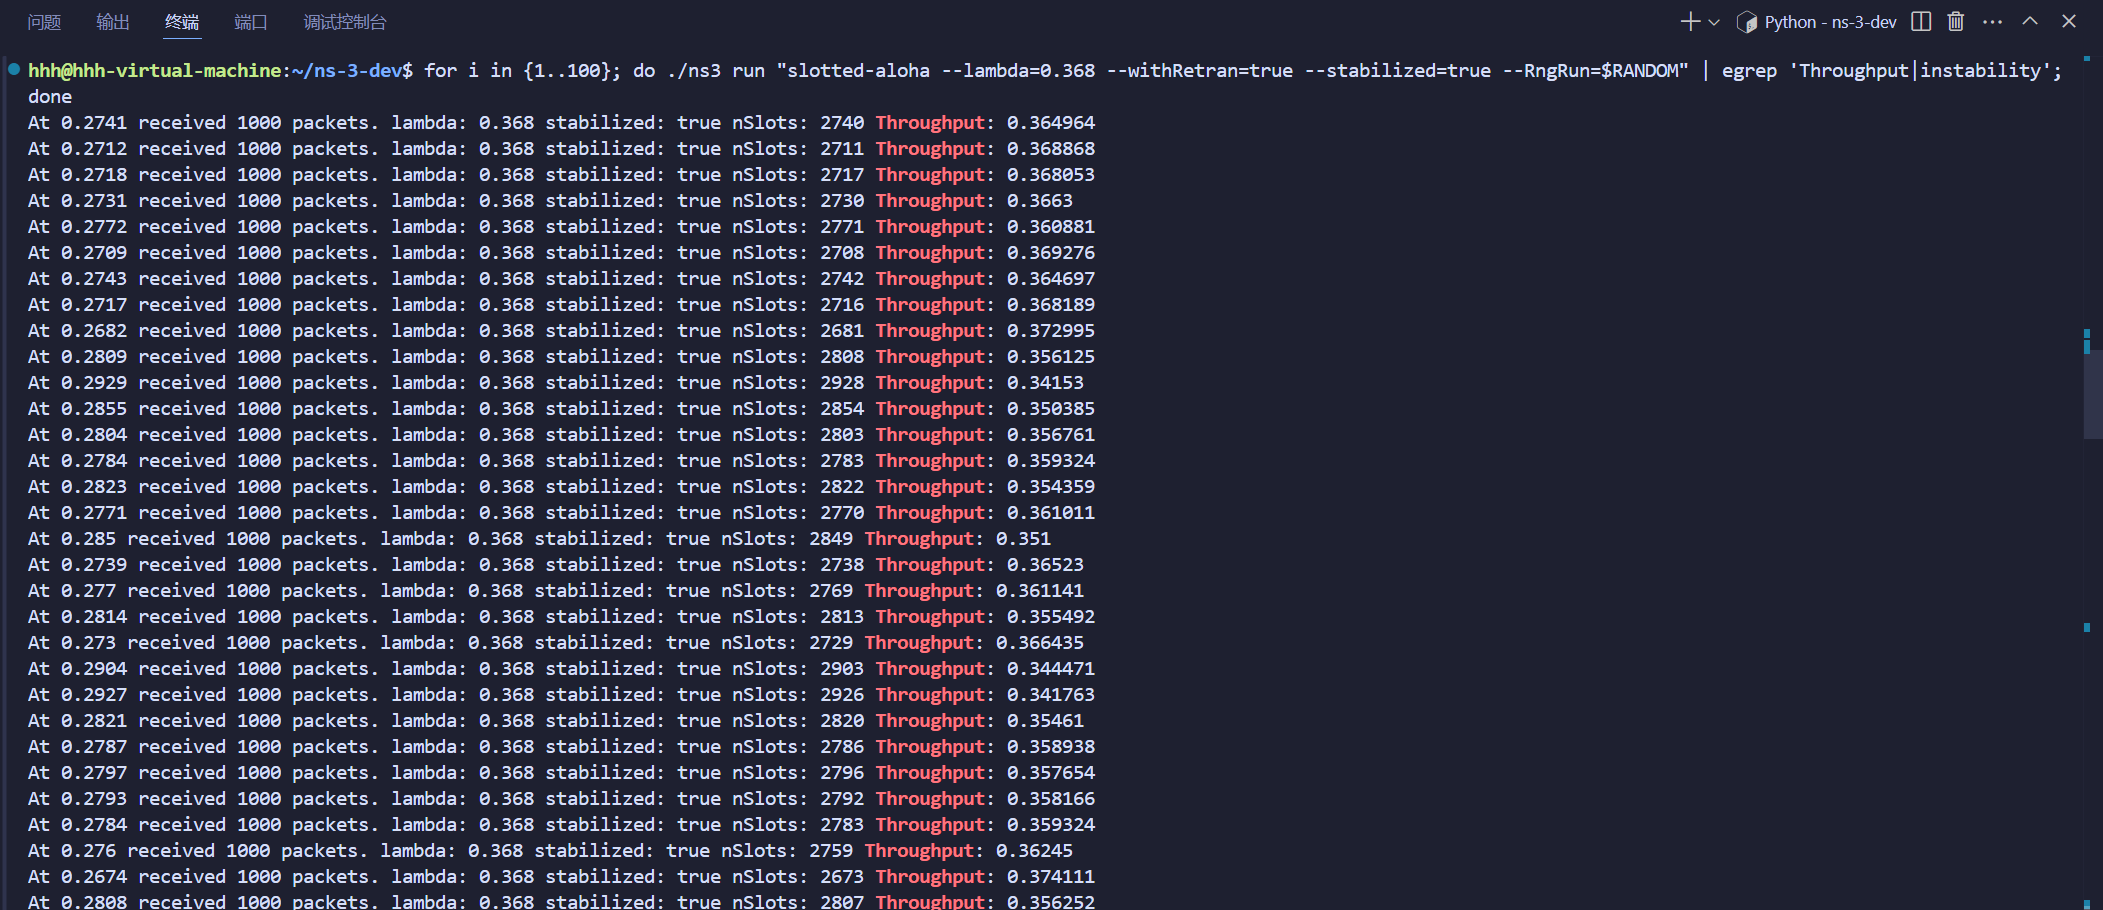 问题 输出 终端 端口 调试控制台 Python - ns-3-dev
hhh@hhh-virtual-machine:~/ns-3-dev$ for i in {1..100}; do ./ns3 run "slotted-aloha --lambda=0.368 --withRetran=true --stabilized=true --RngRun=$RANDOM" | egrep 'Throughput|instability';
done
At 0.2741 received 1000 packets. lambda: 0.368 stabilized: true nSlots: 2740 Throughput: 0.364964
At 0.2712 received 1000 packets. lambda: 0.368 stabilized: true nSlots: 2711 Throughput: 0.368868
At 0.2718 received 1000 packets. lambda: 0.368 stabilized: true nSlots: 2717 Throughput: 0.368053
At 0.2731 received 1000 packets. lambda: 0.368 stabilized: true nSlots: 2730 Throughput: 0.3663
At 0.2772 received 1000 packets. lambda: 0.368 stabilized: true nSlots: 2771 Throughput: 0.360881
At 0.2709 received 1000 packets. lambda: 0.368 stabilized: true nSlots: 2708 Throughput: 0.369276
At 0.2743 received 1000 packets. lambda: 0.368 stabilized: true nSlots: 2742 Throughput: 0.364697
At 0.2717 received 1000 packets. lambda: 0.368 stabilized: true nSlots: 2716 Throughput: 0.368189
At 0.2682 received 1000 packets. lambda: 0.368 stabilized: true nSlots: 2681 Throughput: 0.372995
At 0.2809 received 1000 packets. lambda: 0.368 stabilized: true nSlots: 2808 Throughput: 0.356125
At 0.2929 received 1000 packets. lambda: 0.368 stabilized: true nSlots: 2928 Throughput: 0.34153
At 0.2855 received 1000 packets. lambda: 0.368 stabilized: true nSlots: 2854 Throughput: 0.350385
At 0.2804 received 1000 packets. lambda: 0.368 stabilized: true nSlots: 2803 Throughput: 0.356761
At 0.2784 received 1000 packets. lambda: 0.368 stabilized: true nSlots: 2783 Throughput: 0.359324
At 0.2823 received 1000 packets. lambda: 0.368 stabilized: true nSlots: 2822 Throughput: 0.354359
At 0.2771 received 1000 packets. lambda: 0.368 stabilized: true nSlots: 2770 Throughput: 0.361011
At 0.285 received 1000 packets. lambda: 0.368 stabilized: true nSlots: 2849 Throughput: 0.351
At 0.2739 received 1000 packets. lambda: 0.368 stabilized: true nSlots: 2738 Throughput: 0.36523
At 0.277 received 1000 packets. lambda: 0.368 stabilized: true nSlots: 2769 Throughput: 0.361141
At 0.2814 received 1000 packets. lambda: 0.368 stabilized: true nSlots: 2813 Throughput: 0.355492
At 0.273 received 1000 packets. lambda: 0.368 stabilized: true nSlots: 2729 Throughput: 0.366435
At 0.2904 received 1000 packets. lambda: 0.368 stabilized: true nSlots: 2903 Throughput: 0.344471
At 0.2927 received 1000 packets. lambda: 0.368 stabilized: true nSlots: 2926 Throughput: 0.341763
At 0.2821 received 1000 packets. lambda: 0.368 stabilized: true nSlots: 2820 Throughput: 0.35461
At 0.2787 received 1000 packets. lambda: 0.368 stabilized: true nSlots: 2786 Throughput: 0.358938
At 0.2797 received 1000 packets. lambda: 0.368 stabilized: true nSlots: 2796 Throughput: 0.357654
At 0.2793 received 1000 packets. lambda: 0.368 stabilized: true nSlots: 2792 Throughput: 0.358166
At 0.2784 received 1000 packets. lambda: 0.368 stabilized: true nSlots: 2783 Throughput: 0.359324
At 0.276 received 1000 packets. lambda: 0.368 stabilized: true nSlots: 2759 Throughput: 0.36245
At 0.2674 received 1000 packets. lambda: 0.368 stabilized: true nSlots: 2673 Throughput: 0.374111
At 0.2808 received 1000 packets. lambda: 0.368 stabilized: true nSlots: 2807 Throughput: 0.356252